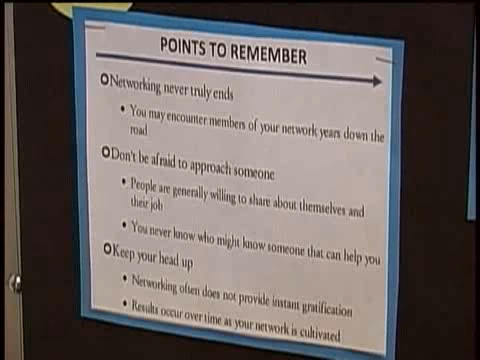 POINTS TO REMEMBER
Networking never truly ends
• You may encounter members of your network years down the
road
Don't be afraid to approach someone
• People are generally willing to share about themselves and
their job
• You never know who might know someone that can help you
Keep your head up
• Networking often does not provide instant gratification
• Results occur over time as your network is cultivated